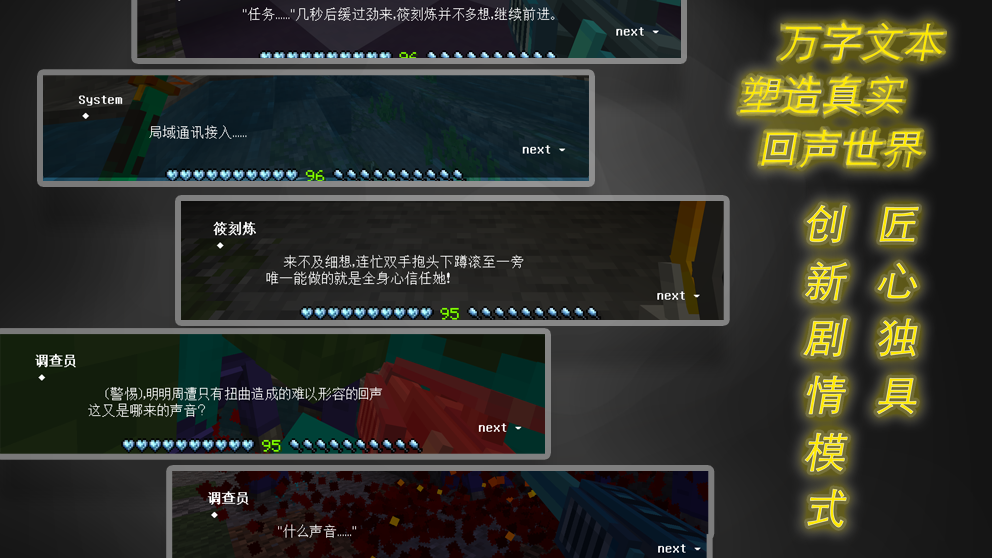 "任务......"几秒后缓过劲来,筱刻炼并不多想,继续前进。
next
96
System
局域通讯接入......
next
96
筱刻炼
来不及细想,连忙双手抱头下蹲滚至一旁
唯一能做的就是全身心信任她!
next
95
调查员
(警惕),明明周遭只有扭曲造成的难以形容的回声
这又是哪来的声音?
next
95
调查员
"什么声音......"
next
万字文本
塑造真实
回声世界
匠心独具
创新剧情模式